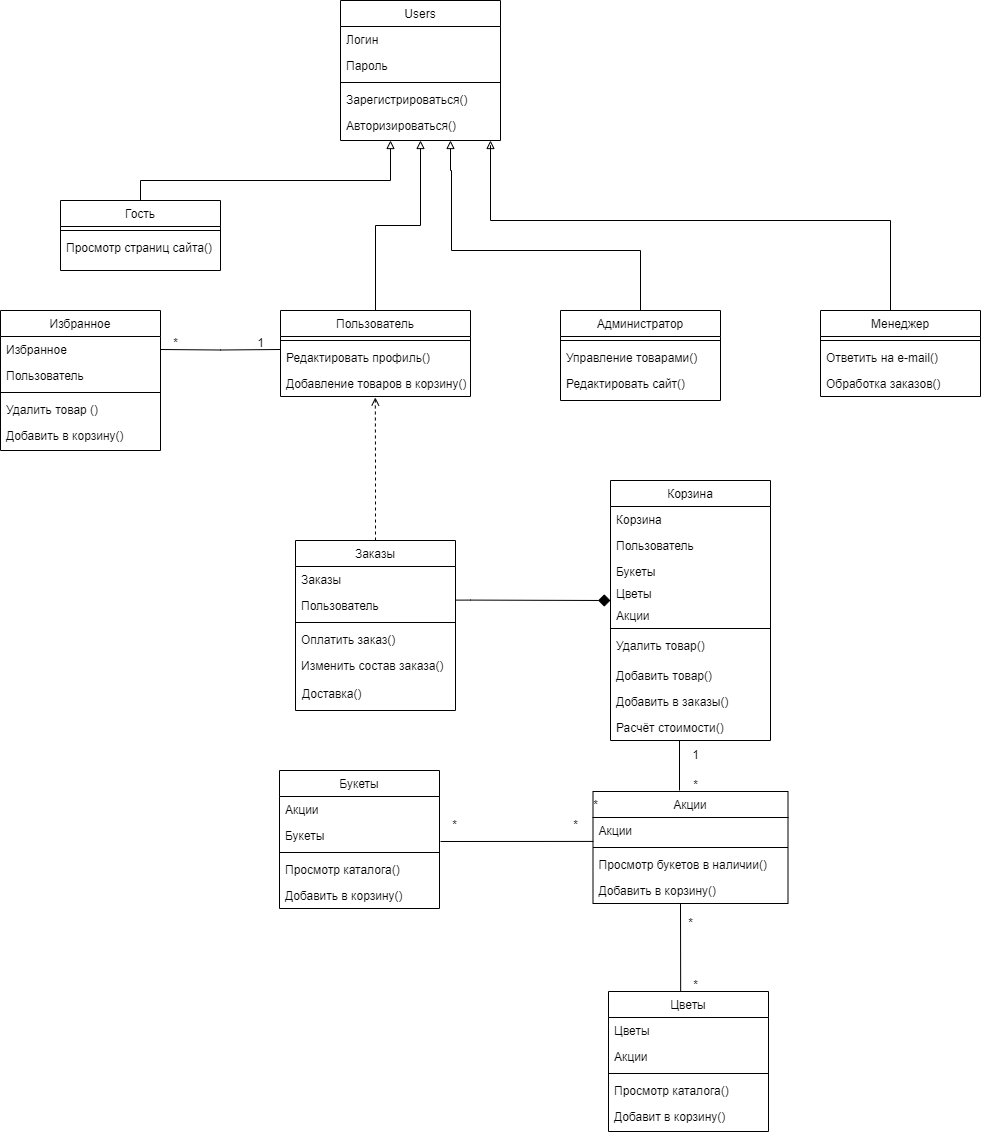 Users
Логин
Пароль
Зарегистрироваться()
Авторизироваться()
Гость
Просмотр страниц сайта()
Избранное
Избранное
Пользователь
Удалить товар ()
Добавить в корзину()
*
1
Пользователь
Редактировать профиль()
Добавление товаров в корзину()
Администратор
Управление товарами()
Редактировать сайт()
Менеджер
Ответить на e-mail()
Обработка заказов()
Заказы
Заказы
Пользователь
Оплатить заказ()
Изменить состав заказа()
Доставка()
Корзина
Корзина
Пользователь
Букеты
Цветы
Акции
Удалить товар()
Добавить товар()
Добавить в заказы()
Расчёт стоимости()
1
*
Букеты
Акции
Букеты
Просмотр каталога()
Добавить в корзину()
*
*
*
Акции
Акции
Просмотр букетов в наличии()
Добавить в корзину()
*
*
Цветы
Цветы
Акции
Просмотр каталога()
Добавит в корзину()